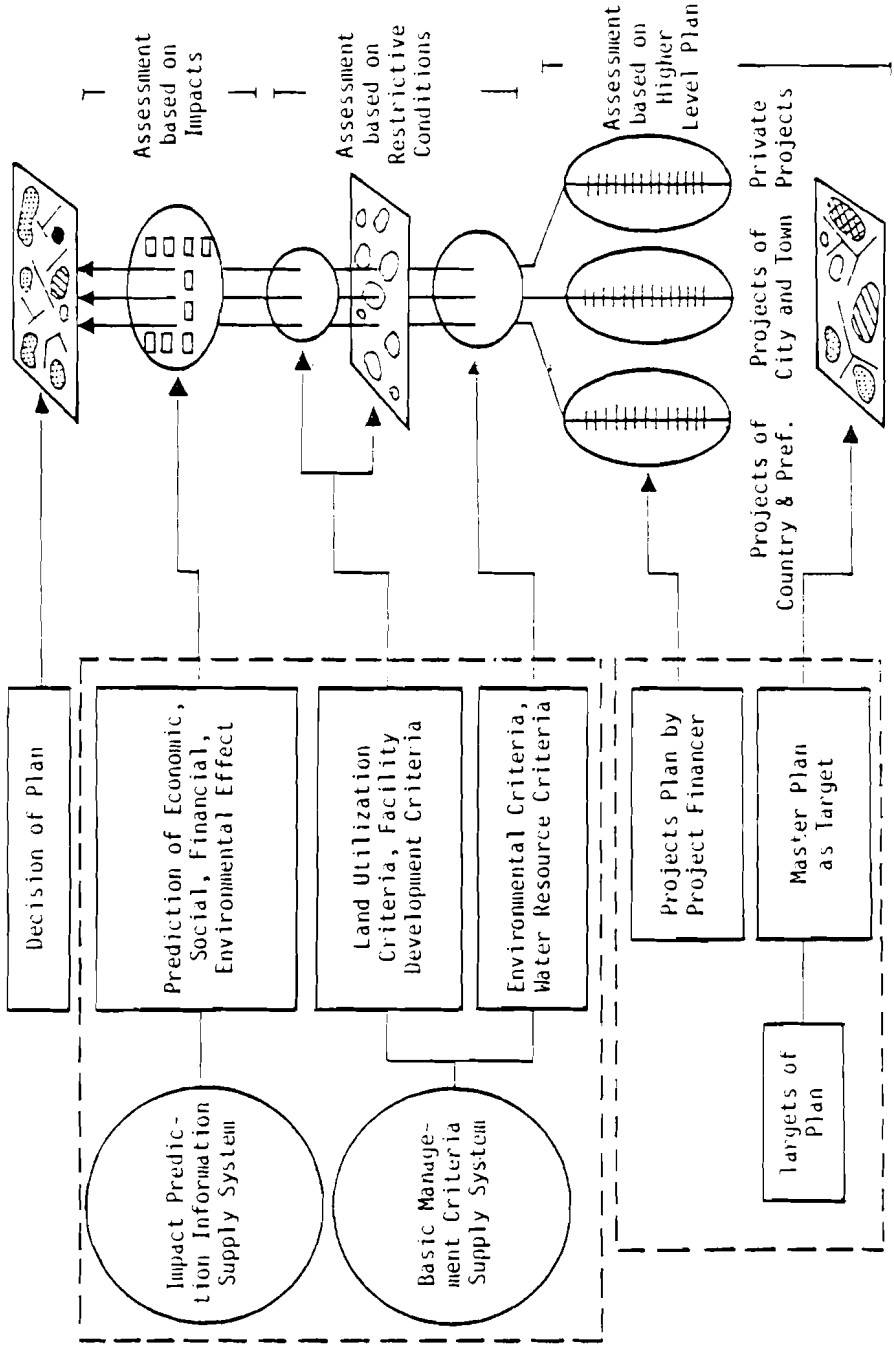 Decision of Plan
Impact Predic-
tion Information
Supply System
Prediction of Economic,
Social, Financial,
Environmental Effect
Assessment
based on
Impacts
Basic Manage-
ment Criteria
Supply System
Land Utilization
Criteria, Facility
Development Criteria
Assessment
based on
Restrictive
Conditions
Environmental Criteria,
Water Resource Criteria
Projects Plan by
Project Financer
Assessment
based on
Higher
Level Plan
Targets of
Plan
Master Plan
as Target
Projects of
Country & Pref.
Projects of
City and Town
Private
Projects